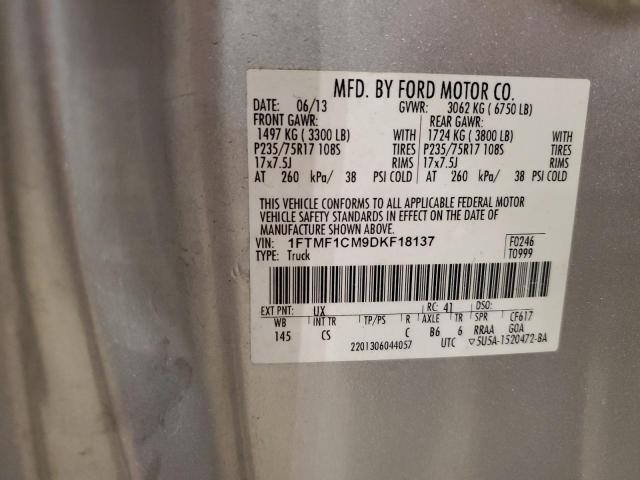 MFD. BY FORD MOTOR CO.
DATE: 06/13 GVWR: 3062 KG ( 6750 LB)
FRONT GAWR: REAR GAWR:
1497 KG ( 3300 LB) WITH 1724 KG ( 3800 LB) WITH
P235/75R17 108S TIRES P235/75R17 108S TIRES
17x7.5J RIMS 17x7.5J RIMS
AT 260 kPa/ 38 PSI COLD AT 260 kPa/ 38 PSI COLD
THIS VEHICLE CONFORMS TO ALL APPLICABLE FEDERAL MOTOR
VEHICLE SAFETY STANDARDS IN EFFECT ON THE DATE OF
MANUFACTURE SHOWN ABOVE.
VIN: 1FTMF1CM9DKF18137 F0246
TYPE: Truck T0999
EXT PNT: UX RC: 41 DSO:
WB INT TR TP/PS R AXLE TR SPR CF617
145 CS C B6 6 RRAA GOA
2201306044057 UTC ▽5U5A-1520472-BA